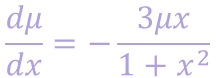 dμ/dx = − 3μx/(1 + x²)